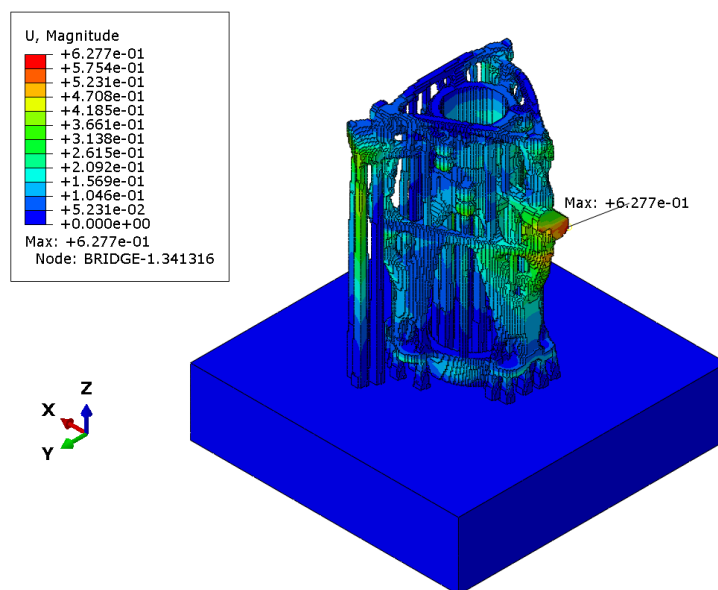 U, Magnitude
+6.277e-01
+5.754e-01
+5.231e-01
+4.708e-01
+4.185e-01
+3.661e-01
+3.138e-01
+2.615e-01
+2.092e-01
+1.569e-01
+1.046e-01
+5.231e-02
+0.000e+00
Max: +6.277e-01
Node: BRIDGE-1.341316
Max: +6.277e-01
Z
X
Y